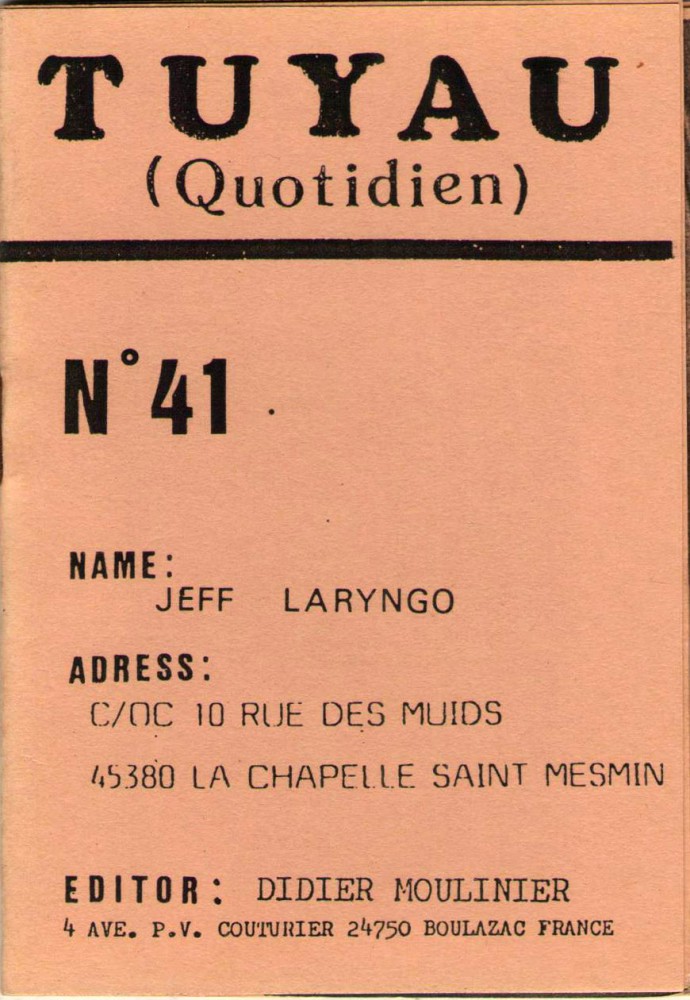 TUYAU
(Quotidien)
N°41
NAME:
JEFF LARYNGO
ADRESS:
C/OC 10 RUE DES MUIDS
45380 LA CHAPELLE SAINT MESMIN
EDITOR: DIDIER MOULINIER
4 AVE. P.V. COUTURIER 24750 BOULAZAC FRANCE